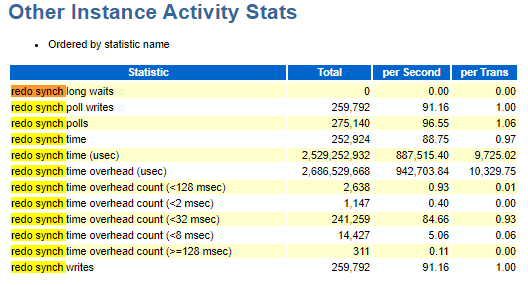 Other Instance Activity Stats
• Ordered by statistic name
Statistic Total per Second per Trans
redo synch long waits 0 0.00 0.00
redo synch poll writes 259,792 91.16 1.00
redo synch polls 275,140 96.55 1.06
redo synch time 252,924 88.75 0.97
redo synch time (usec) 2,529,252,932 887,515.40 9,725.02
redo synch time overhead (usec) 2,686,529,668 942,703.84 10,329.75
redo synch time overhead count (<128 msec) 2,638 0.93 0.01
redo synch time overhead count (<2 msec) 1,147 0.40 0.00
redo synch time overhead count (<32 msec) 241,259 84.66 0.93
redo synch time overhead count (<8 msec) 14,427 5.06 0.06
redo synch time overhead count (>=128 msec) 311 0.11 0.00
redo synch writes 259,792 91.16 1.00